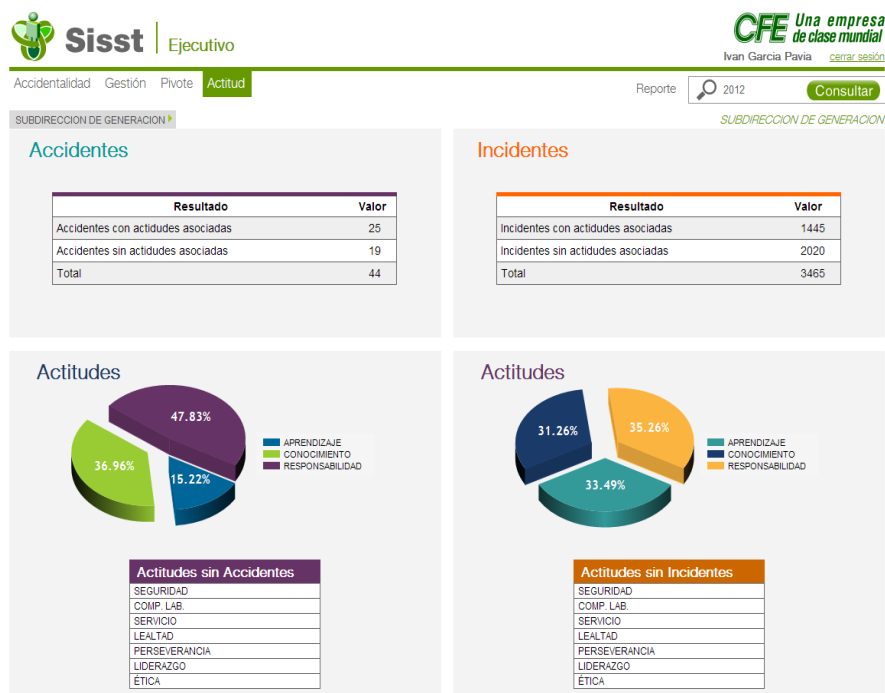 Sisst Ejecutivo
CFE Una empresa
de clase mundial
Ivan Garcia Pavia cerrar sesión
Accidentalidad Gestión Pivote Actitud
Reporte 2012 Consultar
SUBDIRECCION DE GENERACION
SUBDIRECCION DE GENERACION
Accidentes
Resultado Valor
Accidentes con actidudes asociadas 25
Accidentes sin actidudes asociadas 19
Total 44
Incidentes
Resultado Valor
Incidentes con actidudes asociadas 1445
Incidentes sin actidudes asociadas 2020
Total 3465
Actitudes
47.83%
36.96%
15.22%
APRENDIZAJE
CONOCIMIENTO
RESPONSABILIDAD
Actitudes sin Accidentes
SEGURIDAD
COMP. LAB.
SERVICIO
LEALTAD
PERSEVERANCIA
LIDERAZGO
ÉTICA
Actitudes
31.26%
35.26%
33.49%
APRENDIZAJE
CONOCIMIENTO
RESPONSABILIDAD
Actitudes sin Incidentes
SEGURIDAD
COMP. LAB.
SERVICIO
LEALTAD
PERSEVERANCIA
LIDERAZGO
ÉTICA